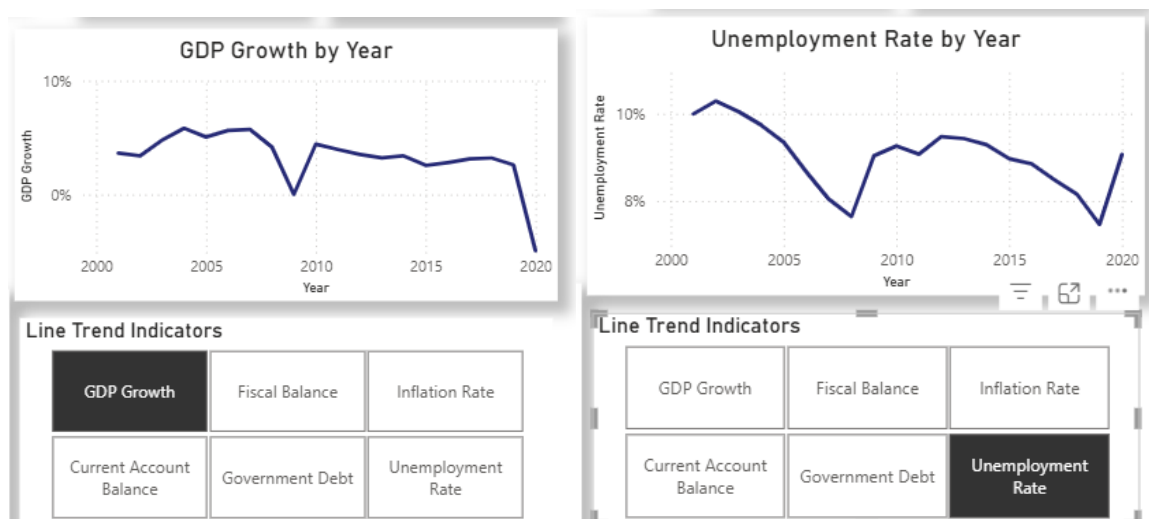 GDP Growth by Year
10%
0%
GDP Growth
2000 2005 2010 2015 2020
Year
Line Trend Indicators
GDP Growth
Fiscal Balance
Inflation Rate
Current Account
Balance
Government Debt
Unemployment
Rate
Unemployment Rate by Year
10%
8%
Unemployment Rate
2000 2005 2010 2015 2020
Year
Line Trend Indicators
GDP Growth
Fiscal Balance
Inflation Rate
Current Account
Balance
Government Debt
Unemployment
Rate